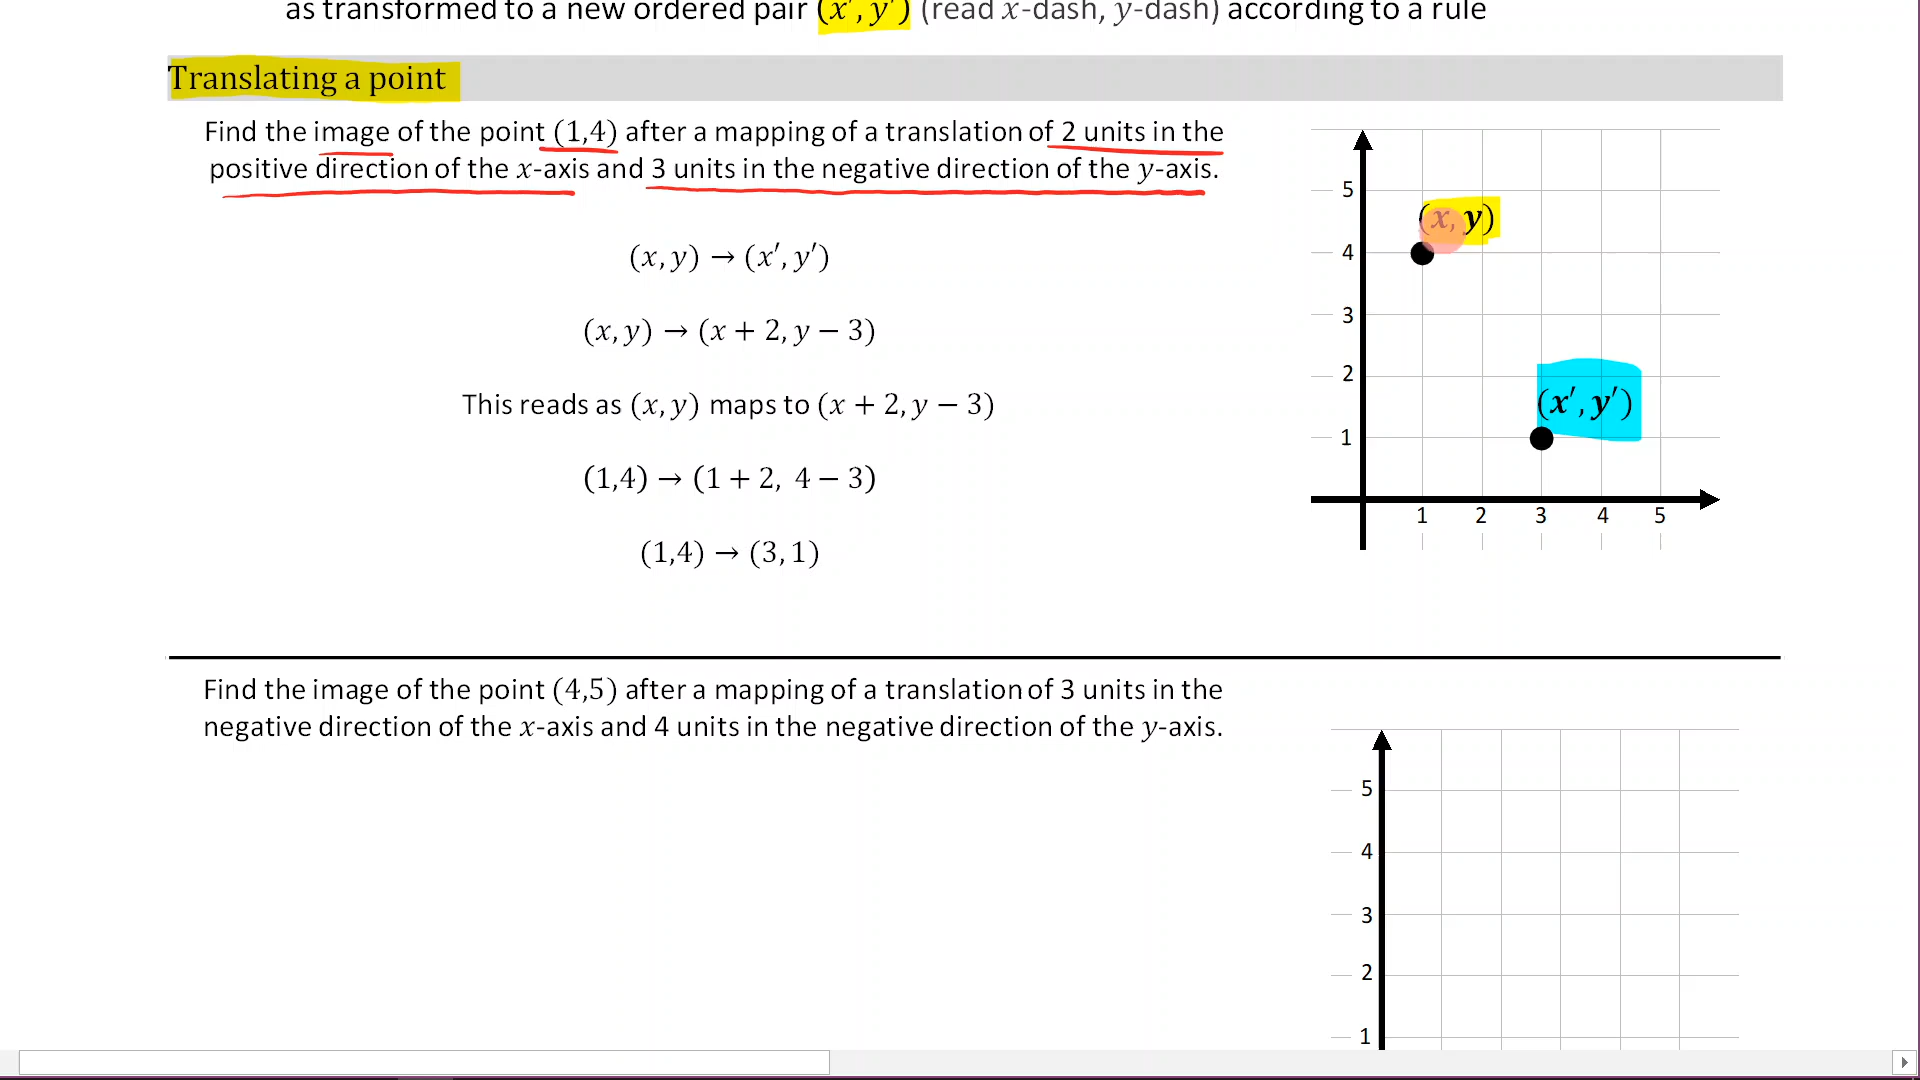 as transformed to a new ordered pair (x′, y′) (read x-dash, y-dash) according to a rule
Translating a point
Find the image of the point (1,4) after a mapping of a translation of 2 units in the
positive direction of the x-axis and 3 units in the negative direction of the y-axis.
(x, y) → (x′, y′)
(x, y) → (x + 2, y − 3)
This reads as (x, y) maps to (x + 2, y − 3)
(1,4) → (1 + 2, 4 − 3)
(1,4) → (3, 1)
5
(x, y)
4
3
2
(x′, y′)
1
1 2 3 4 5
Find the image of the point (4,5) after a mapping of a translation of 3 units in the
negative direction of the x-axis and 4 units in the negative direction of the y-axis.
5
4
3
2
1